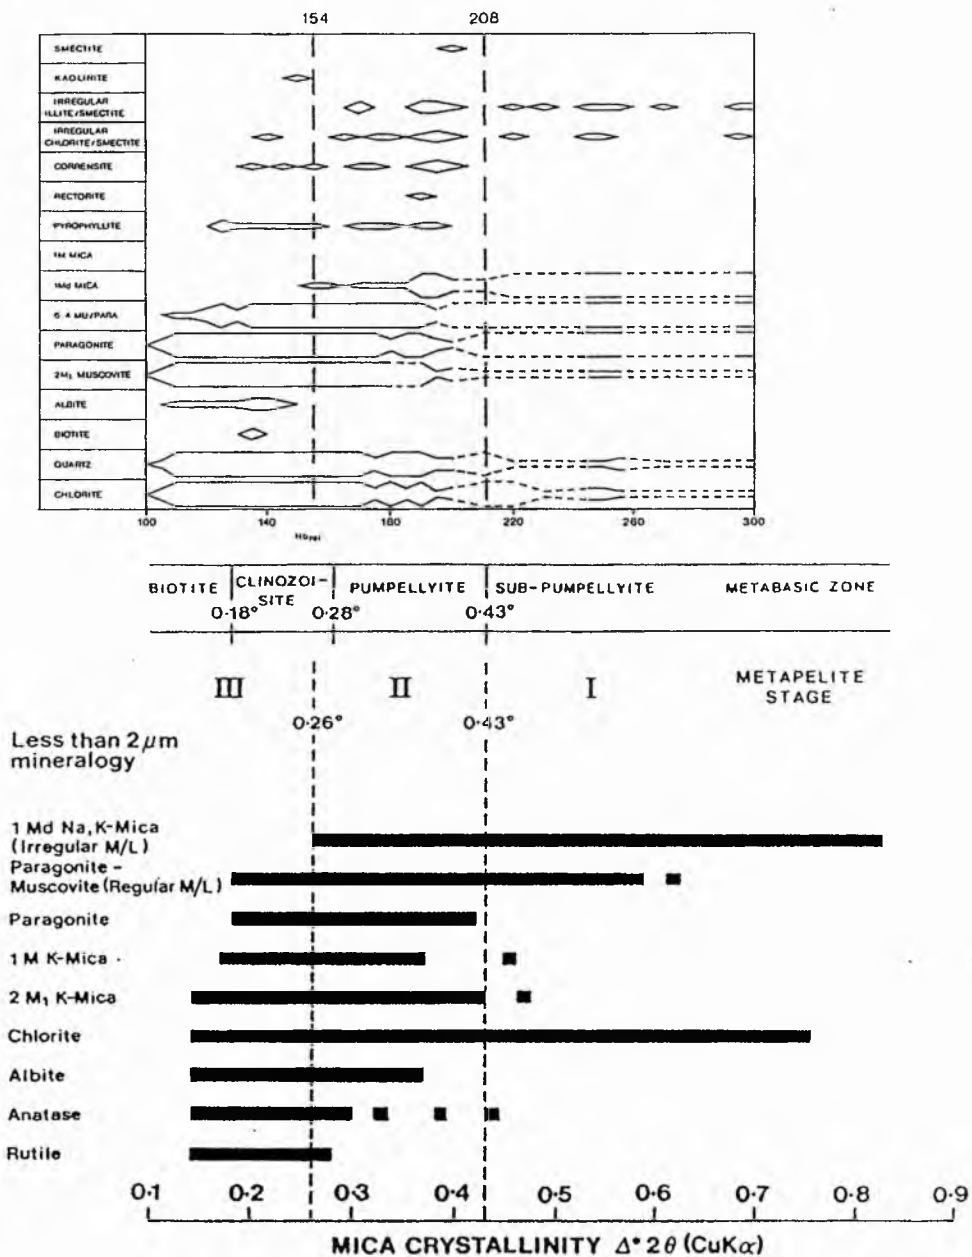 154 208
SMECTITE
KAOLINITE
IRREGULAR
ILLITE/SMECTITE
IRREGULAR
CHLORITE/SMECTITE
CORRENSITE
RECTORITE
PYROPHYLLITE
1M MICA
1Md MICA
6·4 MU/PARA
PARAGONITE
2M₁ MUSCOVITE
ALBITE
BIOTITE
QUARTZ
CHLORITE
100 140 180 220 260 300
Hbrel
BIOTITE CLINOZOI- PUMPELLYITE SUB-PUMPELLYITE METABASIC ZONE
SITE
0·18° 0·28° 0·43°
III II I METAPELITE
STAGE
0·26° 0·43°
Less than 2µm
mineralogy
1 Md Na,K-Mica
(Irregular M/L)
Paragonite –
Muscovite (Regular M/L)
Paragonite
1 M K-Mica
2 M₁ K-Mica
Chlorite
Albite
Anatase
Rutile
0·1 0·2 0·3 0·4 0·5 0·6 0·7 0·8 0·9
MICA CRYSTALLINITY Δ° 2θ (CuKα)